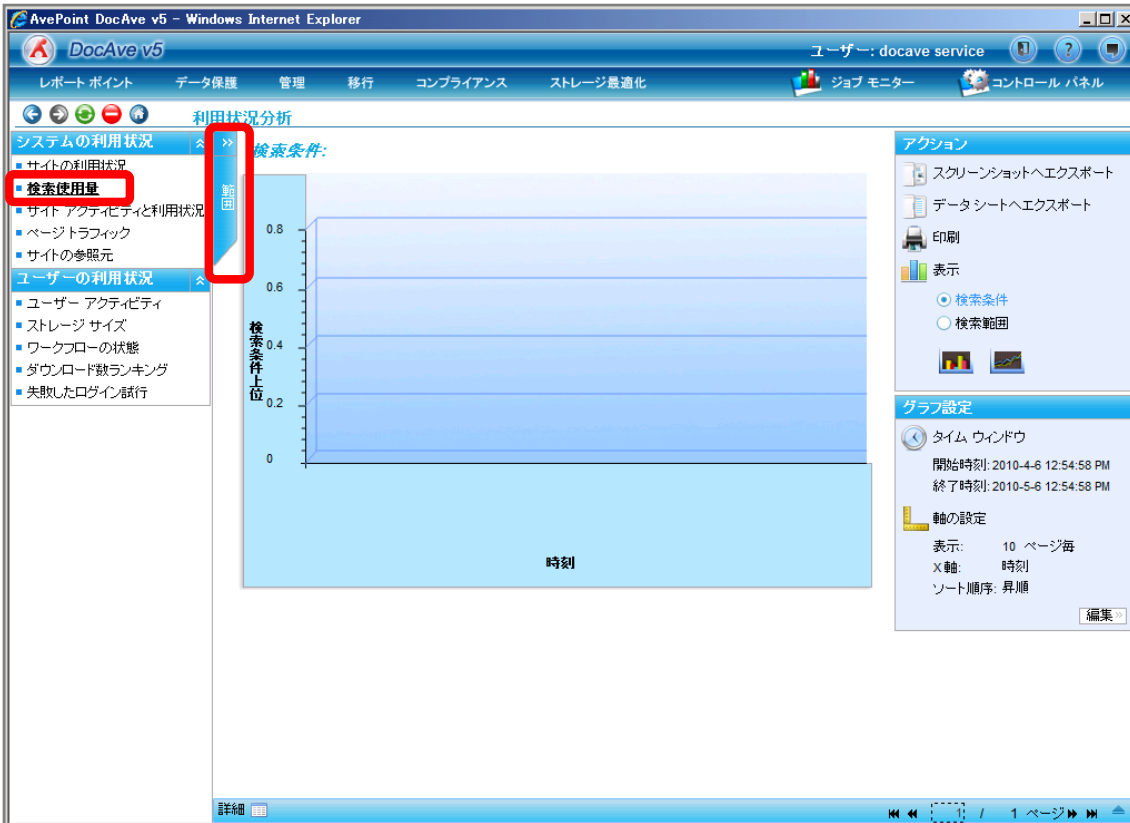 AvePoint DocAve v5 - Windows Internet Explorer
DocAve v5
ユーザー: docave service
レポート ポイント データ保護 管理 移行 コンプライアンス ストレージ最適化 ジョブ モニター コントロール パネル
利用状況分析
システムの利用状況
サイトの利用状況
検索使用量
サイト アクティビティと利用状況
ページトラフィック
サイトの参照元
ユーザーの利用状況
ユーザー アクティビティ
ストレージ サイズ
ワークフローの状態
ダウンロード数ランキング
失敗したログイン試行
範囲
検索条件:
0.8
0.6
0.4
0.2
0
検索条件上位
時刻
アクション
スクリーンショットへエクスポート
データ シートへエクスポート
印刷
表示
検索条件
検索範囲
グラフ設定
タイム ウィンドウ
開始時刻: 2010-4-6 12:54:58 PM
終了時刻: 2010-5-6 12:54:58 PM
軸の設定
表示: 10 ページ毎
X軸: 時刻
ソート順序: 昇順
編集
詳細
1 / 1 ページ